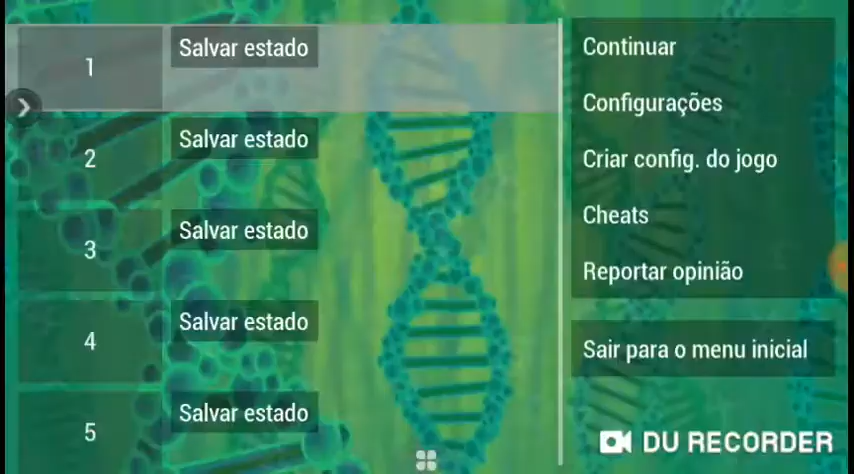 1
Salvar estado
2
Salvar estado
3
Salvar estado
4
Salvar estado
5
Salvar estado
Continuar
Configurações
Criar config. do jogo
Cheats
Reportar opinião
Sair para o menu inicial
DU RECORDER